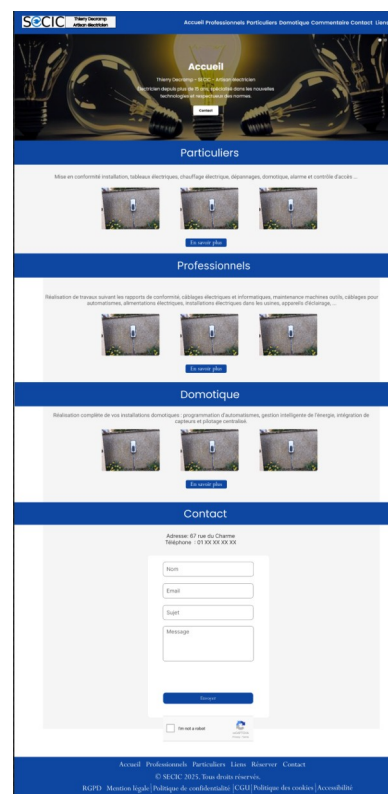 SECIC
Thierry Decramp
Artisan électricien
Accueil Professionnels Particuliers Domotique Commentaire Contact Liens
Accueil
Thierry Decramp - SECIC - Artisan électricien
Électricien depuis plus de 15 ans, spécialisé dans les nouvelles
technologies et respectueux des normes.
Contact
Particuliers
Mise en conformité installation, tableaux électriques, chauffage électrique, dépannages, domotique, alarme et contrôle d'accès ...
En savoir plus
Professionnels
Réalisation de travaux suivant les rapports de conformité, câblages électriques et informatiques, maintenance machines outils, câblages pour
automatismes, alimentations électriques, installations électriques dans les usines, appareils d'éclairage, ...
En savoir plus
Domotique
Réalisation complète de vos installations domotiques : programmation d'automatismes, gestion intelligente de l'énergie, intégration de
capteurs et pilotage centralisé.
En savoir plus
Contact
Adresse: 67 rue du Charme
Téléphone : 01 XX XX XX XX
Nom
Email
Sujet
Message
Envoyer
I'm not a robot
Accueil Professionnels Particuliers Liens Réserver Contact
© SECIC 2025. Tous droits réservés.
RGPD Mention légale|Politique de confidentialité |CGU|Politique des cookies|Accessibilité